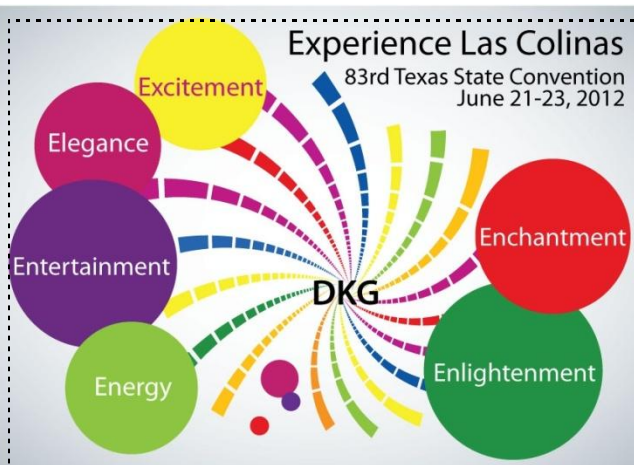 Experience Las Colinas
83rd Texas State Convention
June 21-23, 2012
Excitement
Elegance
Entertainment
Energy
DKG
Enchantment
Enlightenment